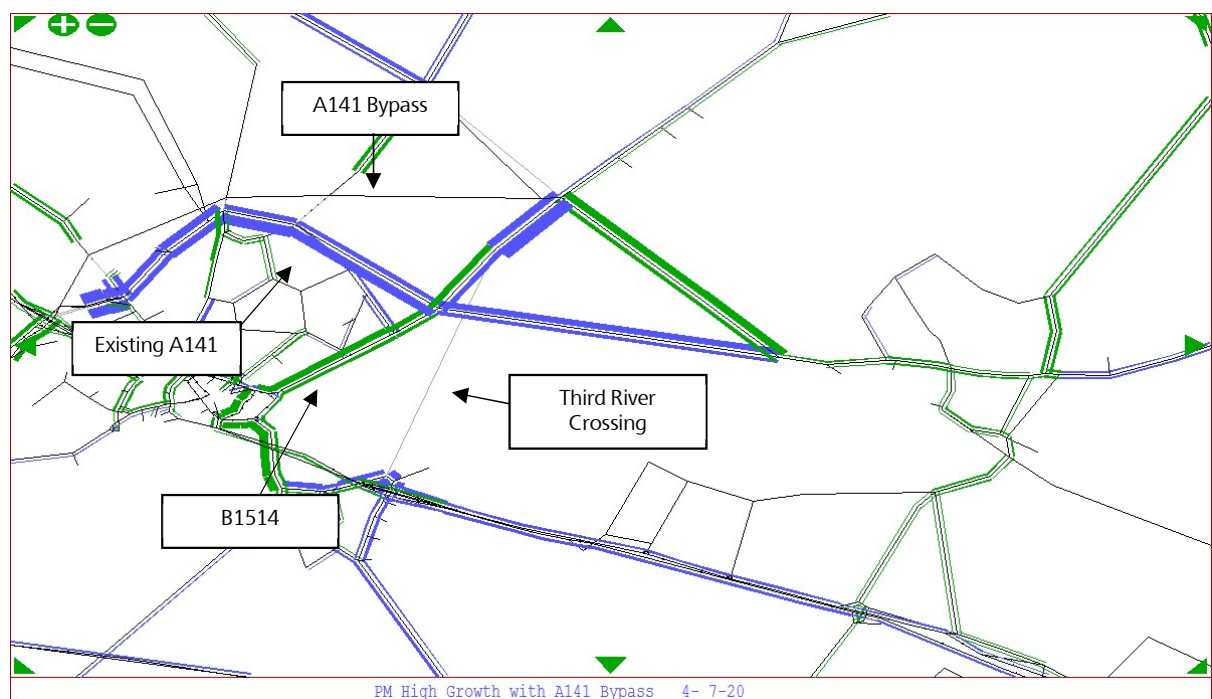 A141 Bypass
Existing A141
Third River
Crossing
B1514
PM High Growth with A141 Bypass 4- 7-20